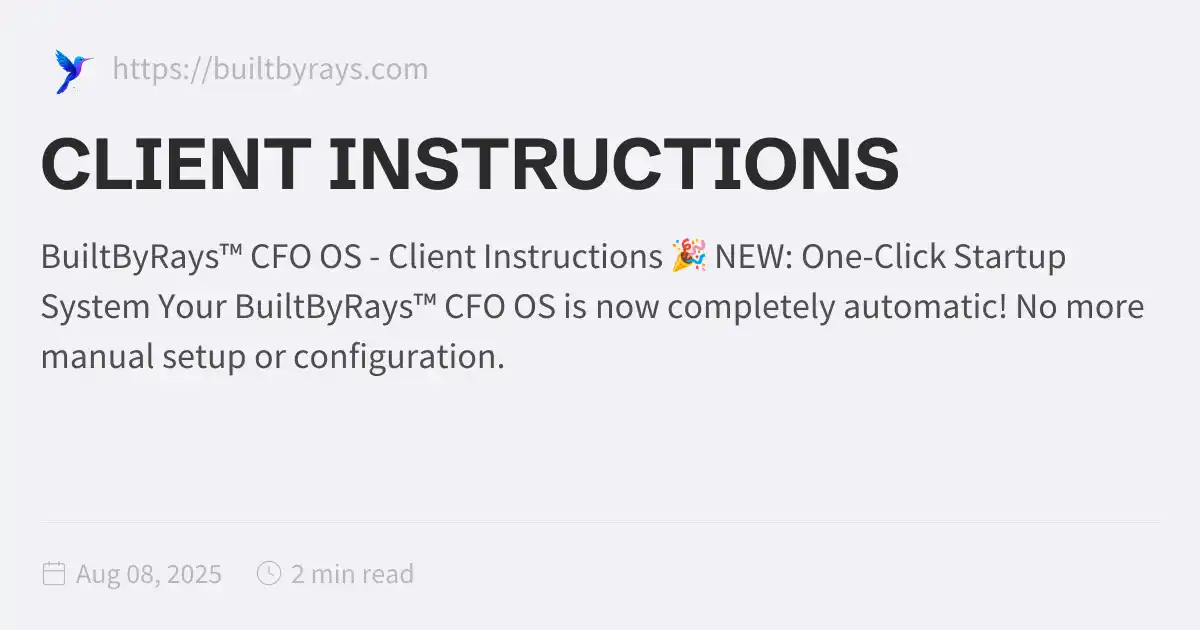 https://builtbyrays.com
CLIENT INSTRUCTIONS
BuiltByRays™ CFO OS - Client Instructions 🎉 NEW: One-Click Startup
System Your BuiltByRays™ CFO OS is now completely automatic! No more
manual setup or configuration.
Aug 08, 2025 2 min read